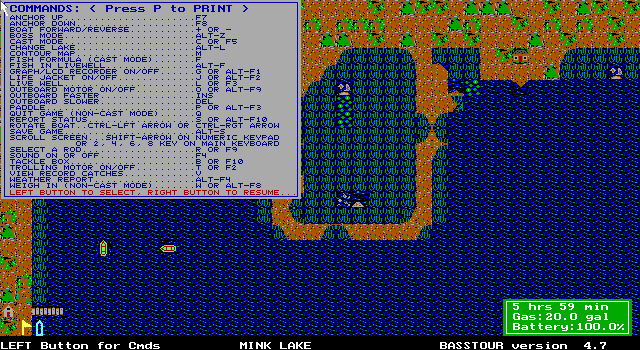 COMMANDS: ( Press P to PRINT )
ANCHOR UP F7
ANCHOR DOWN F8
BOAT FORWARD/REVERSE + OR -
BOSS MODE ALT-Z
CAST MODE C OR F5
CHANGE LAKE ALT-L
CONTOUR MAP M
FISH FORMULA (CAST MODE) F
FISH IN LIVEWELL ALT-F
GRAPH/LCD RECORDER ON/OFF G OR ALT-F1
LIFE JACKET ON/OFF J OR ALT-F2
LIVE WELL L OR F3
OUTBOARD MOTOR ON/OFF O OR ALT-F9
OUTBOARD FASTER INS
OUTBOARD SLOWER DEL
PADDLE P OR ALT-F3
QUIT GAME (NON-CAST MODE) Q
REPORT STATUS S OR ALT-F10
ROTATE BOAT..CTRL-LFT ARROW OR CTRL-RGT ARROW
SAVE GAME ALT-S
SCROLL SCREEN...SHIFT-ARROW ON NUMERIC KEYPAD
OR 2, 4, 6, 8 KEY ON MAIN KEYBOARD
SELECT A ROD R OR F9
SOUND ON OR OFF F4
TACKLE BOX B OR F10
TROLLING MOTOR ON/OFF T OR F2
VIEW RECORD CATCHES V
WEATHER REPORT ALT-F4
WEIGH IN (NON-CAST MODE) W OR ALT-F8
LEFT BUTTON TO SELECT, RIGHT BUTTON TO RESUME...
5 hrs 59 min
Gas:20.0 gal
Battery:100.0%
LEFT Button for Cmds MINK LAKE BASSTOUR version 4.7